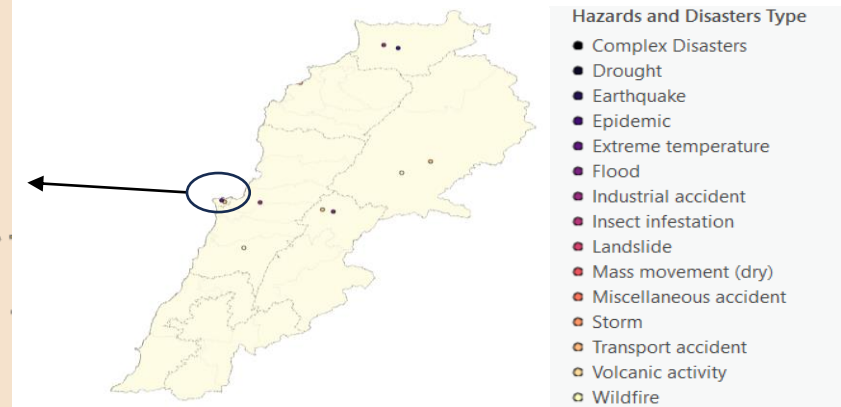 Hazards and Disasters Type
Complex Disasters
Drought
Earthquake
Epidemic
Extreme temperature
Flood
Industrial accident
Insect infestation
Landslide
Mass movement (dry)
Miscellaneous accident
Storm
Transport accident
Volcanic activity
Wildfire